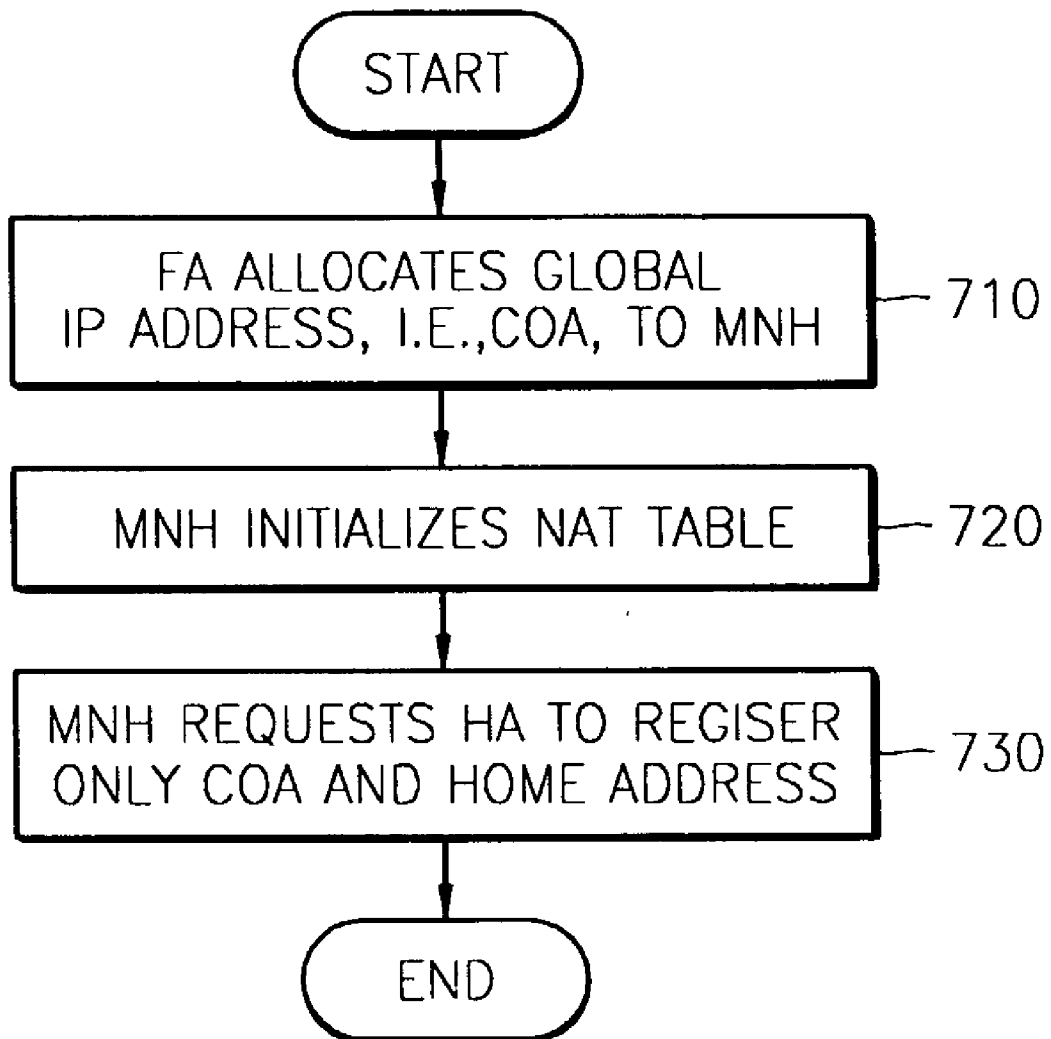 START
FA ALLOCATES GLOBAL
IP ADDRESS, I.E.,COA, TO MNH
710
MNH INITIALIZES NAT TABLE
720
MNH REQUESTS HA TO REGISER
ONLY COA AND HOME ADDRESS
730
END